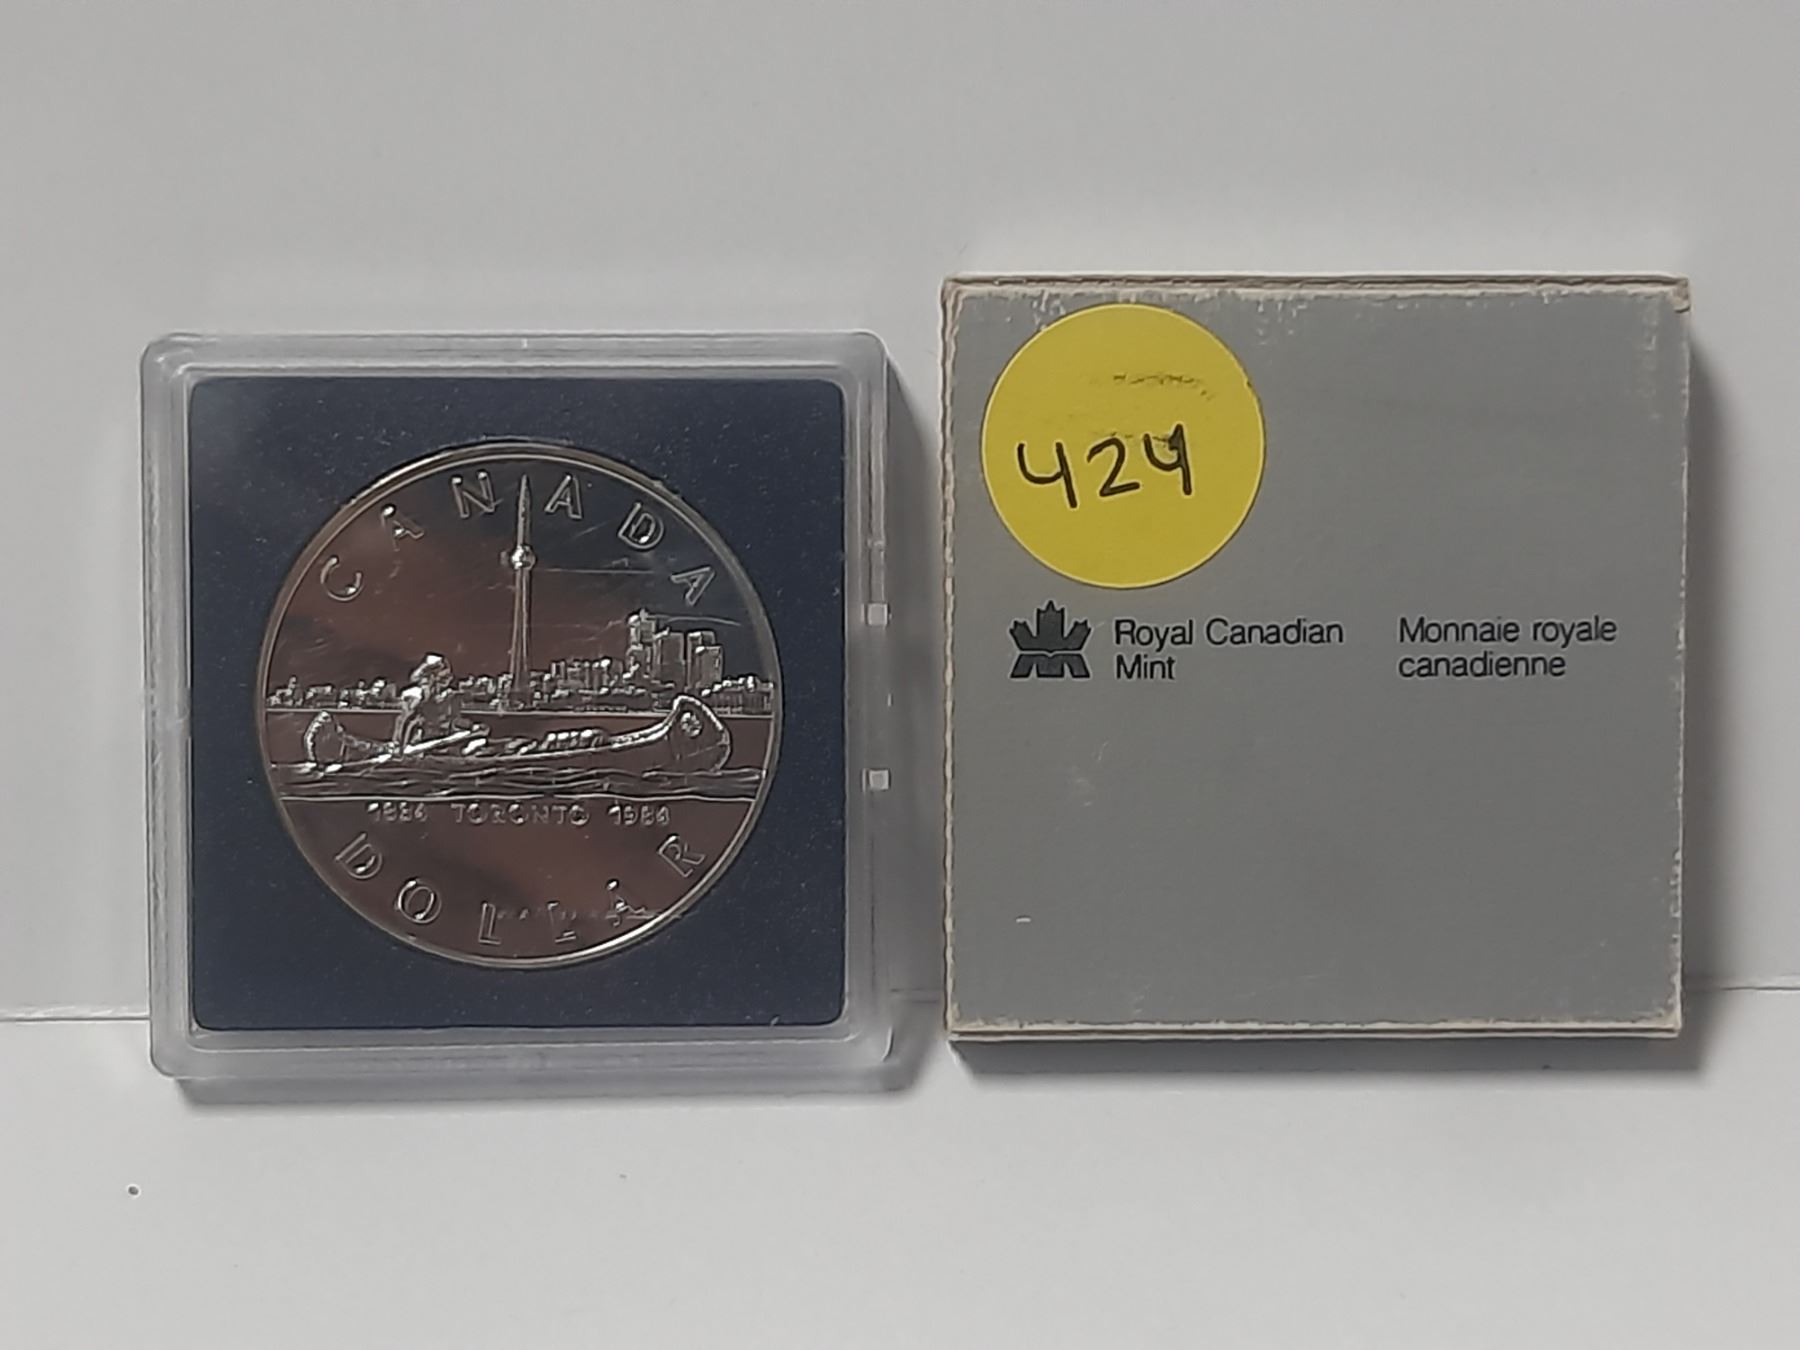 CANADA
1834 TORONTO 1984
DOLLAR
424
Royal Canadian
Mint
Monnaie royale
canadienne